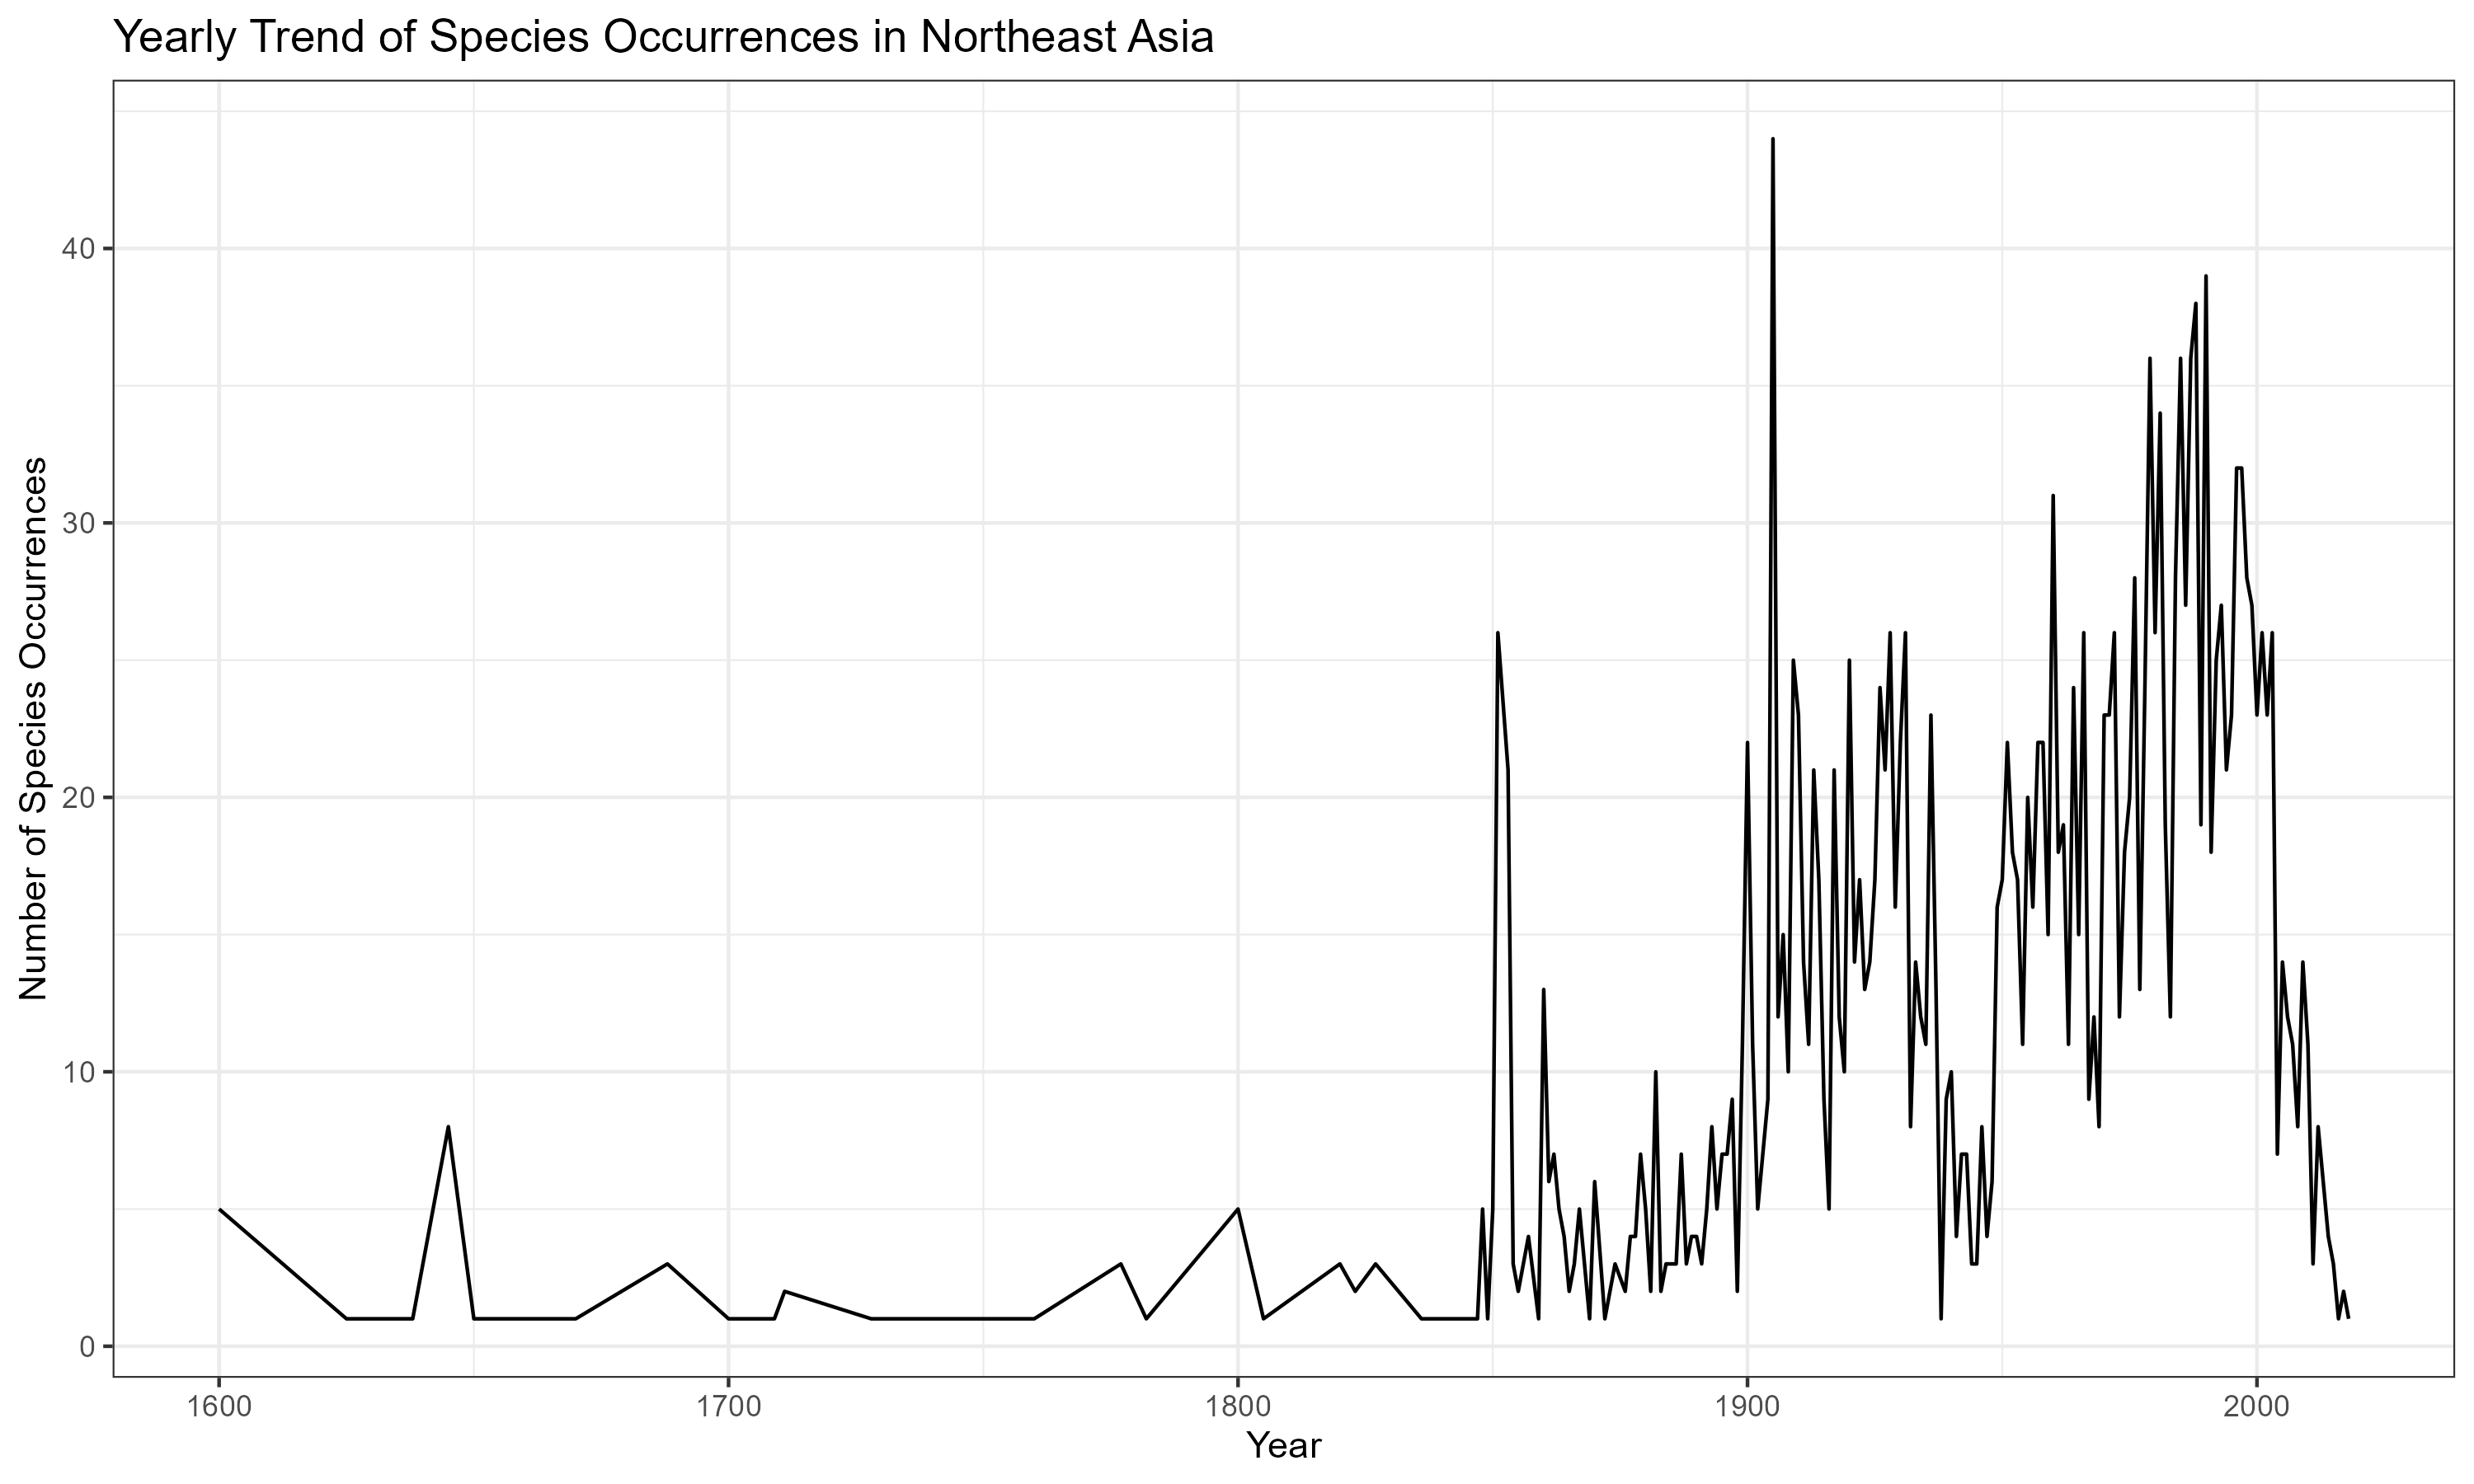 Yearly Trend of Species Occurrences in Northeast Asia
Number of Species Occurrences
40
30
20
10
0
1600 1700 1800 1900 2000
Year